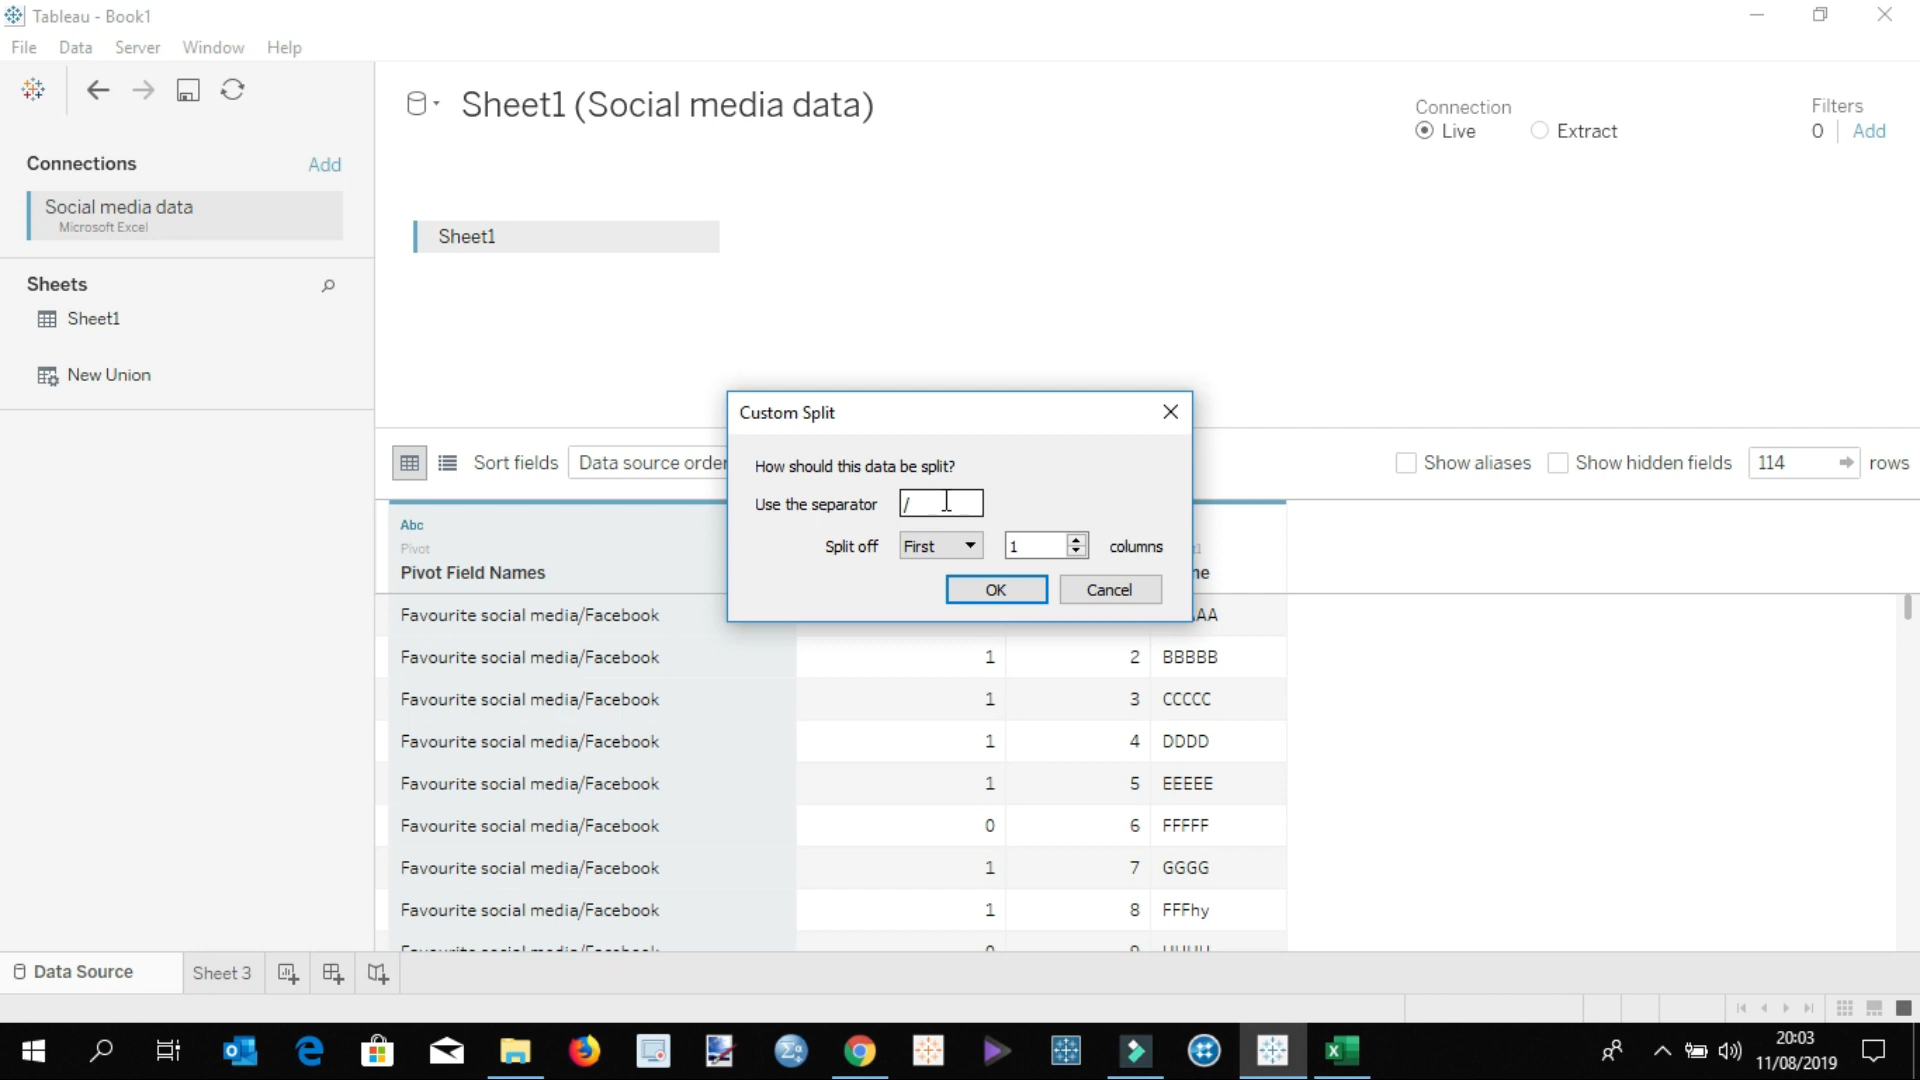 Tableau - Book1
File Data Server Window Help
Sheet1 (Social media data)
Connection
Live Extract
Filters
0 Add
Connections Add
Social media data
Microsoft Excel
Sheet1
Sheets
Sheet1
New Union
Custom Split
How should this data be split?
Use the separator /
Split off First 1 columns
OK Cancel
Sort fields Data source order
Show aliases Show hidden fields 114 rows
Abc
Pivot
Pivot Field Names
Favourite social media/Facebook
Favourite social media/Facebook 1 2 BBBBB
Favourite social media/Facebook 1 3 CCCCC
Favourite social media/Facebook 1 4 DDDD
Favourite social media/Facebook 1 5 EEEEE
Favourite social media/Facebook 0 6 FFFFF
Favourite social media/Facebook 1 7 GGGG
Favourite social media/Facebook 1 8 FFFhy
Data Source Sheet 3
20:03
11/08/2019